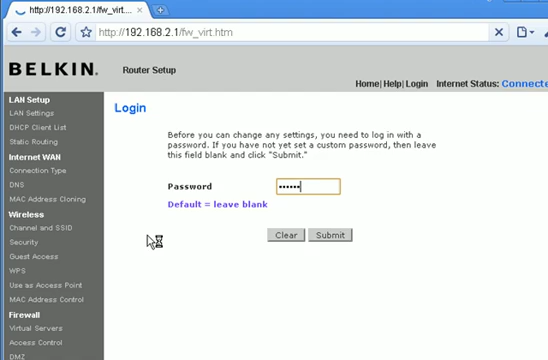 http://192.168.2.1/fw_virt....
http://192.168.2.1/fw_virt.htm
BELKIN. Router Setup
Home| Help| Login Internet Status: Connecte
LAN Setup
LAN Settings
DHCP Client List
Static Routing
Internet WAN
Connection Type
DNS
MAC Address Cloning
Wireless
Channel and SSID
Security
Guest Access
WPS
Use as Access Point
MAC Address Control
Firewall
Virtual Servers
Access Control
DMZ
Login
Before you can change any settings, you need to log in with a
password. If you have not yet set a custom password, then leave
this field blank and click "Submit."
Password ••••••
Default = leave blank
Clear Submit